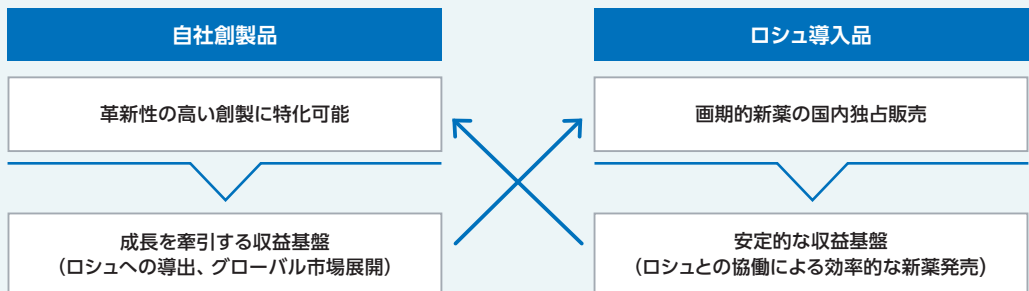 自社創製品
革新性の高い創製に特化可能
成長を牽引する収益基盤
(ロシュへの導出、グローバル市場展開)
ロシュ導入品
画期的新薬の国内独占販売
安定的な収益基盤
(ロシュとの協働による効率的な新薬発売)